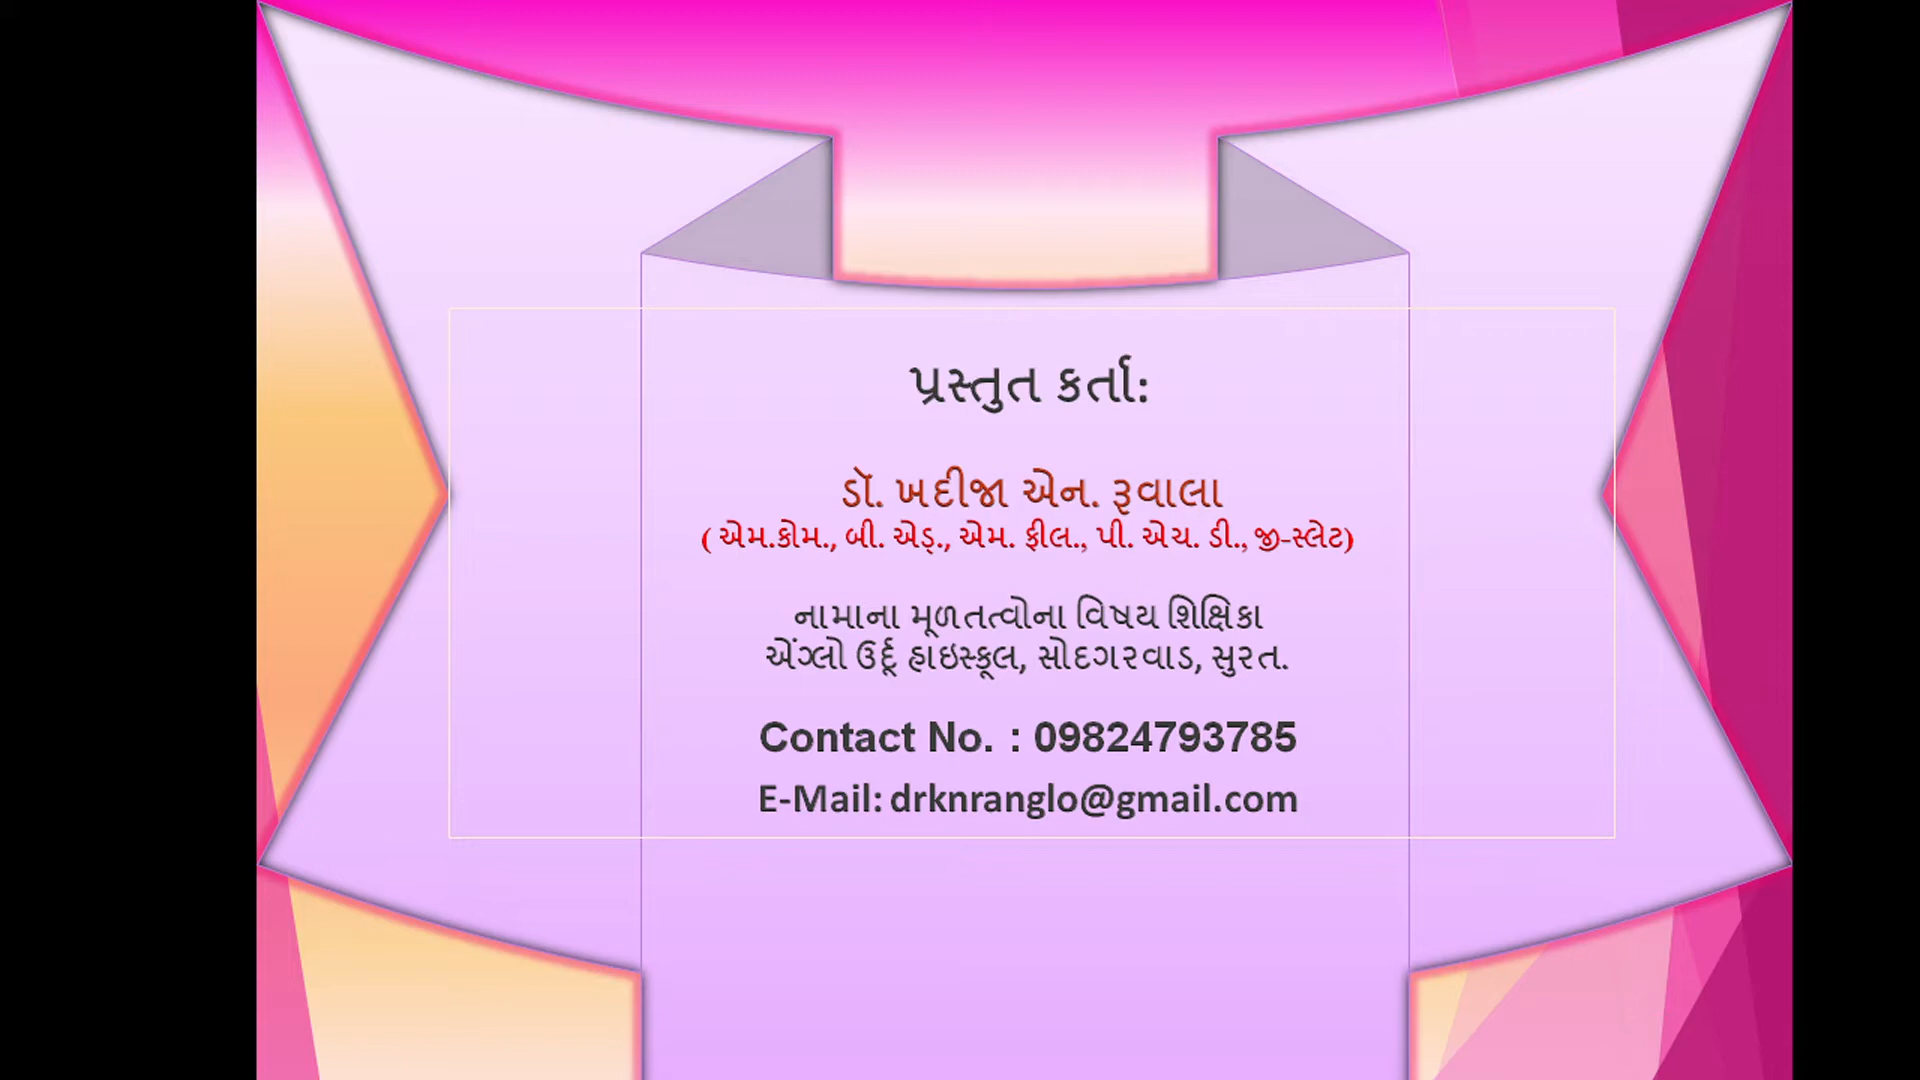 પ્રસ્તુત કર્તા:
ડૉ. ખદીજા એન. રૂવાલા
( એમ.કોમ., બી. એડ્., એમ. ફીલ., પી. એચ. ડી., જી-સ્લેટ)
નામાના મૂળતત્વોના વિષય શિક્ષિકા
એંગ્લો ઉર્દૂ હાઇસ્કૂલ, સોદગરવાડ, સુરત.
Contact No. : 09824793785
E-Mail: drknranglo@gmail.com